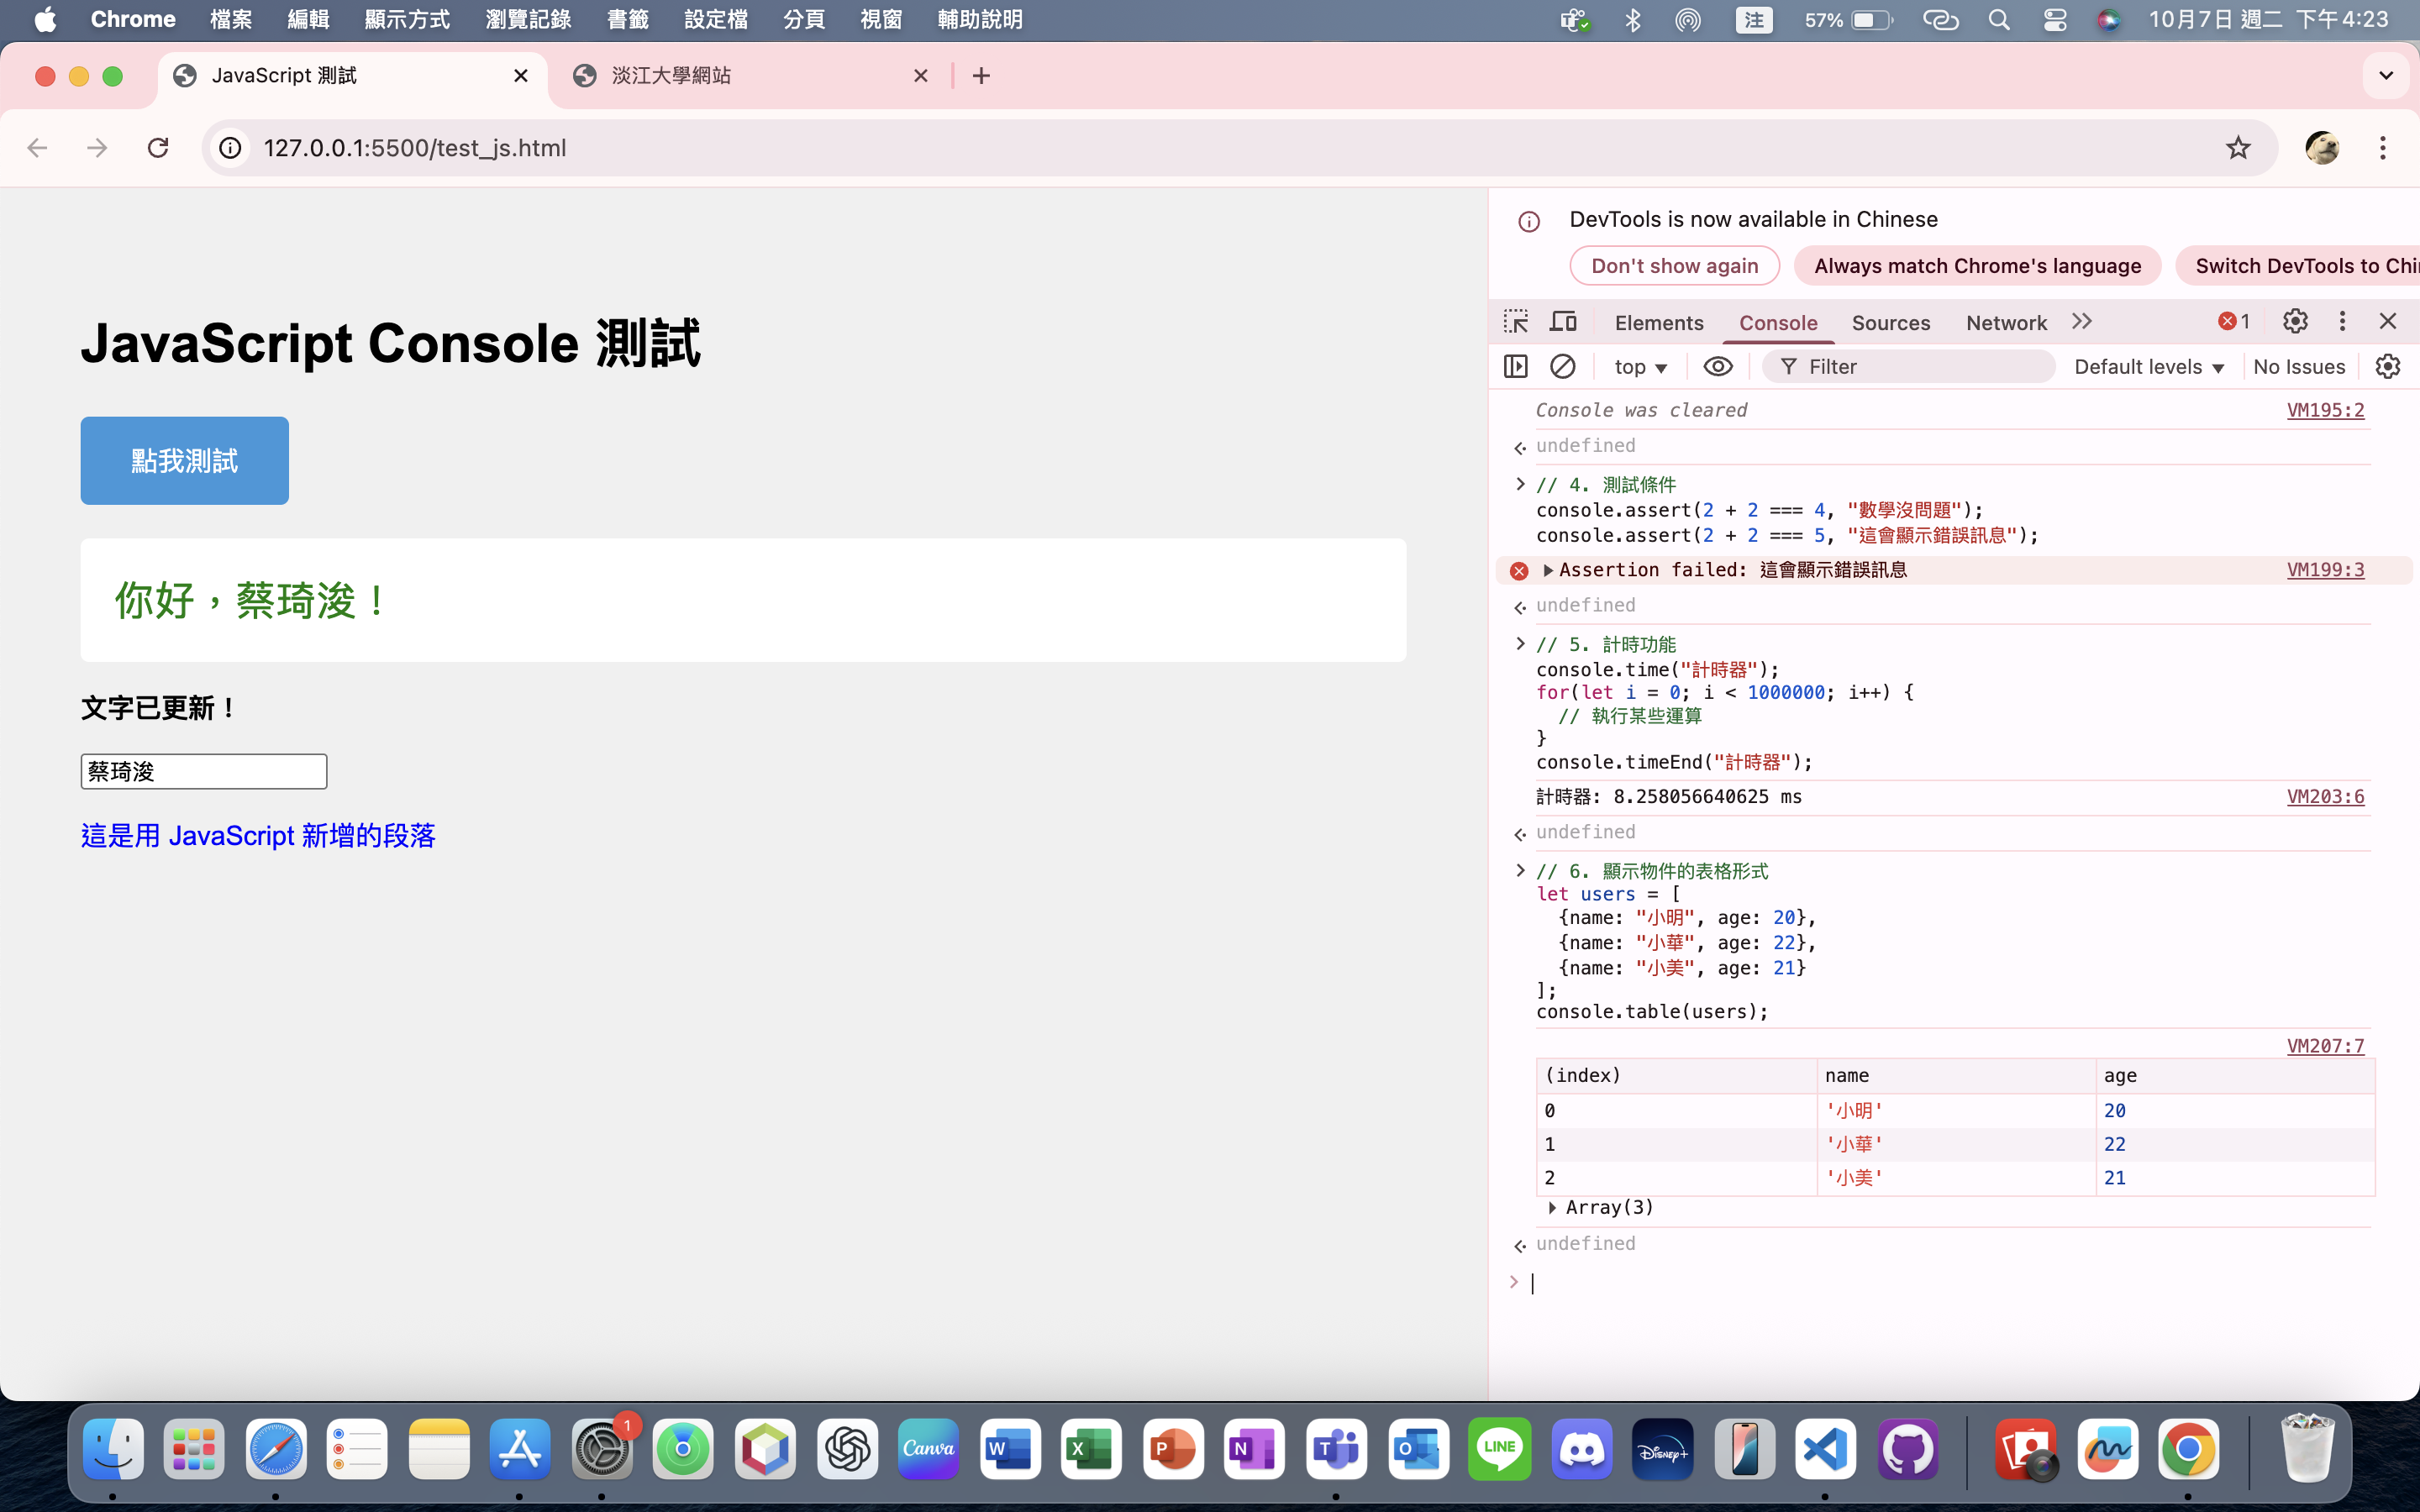 Chrome 檔案 編輯 顯示方式 瀏覽記錄 書籤 設定檔 分頁 視窗 輔助說明 注 57% 10月7日 週二 下午4:23
JavaScript 測試 淡江大學網站
127.0.0.1:5500/test_js.html
JavaScript Console 測試
點我測試
你好，蔡琦浚！
文字已更新！
蔡琦浚
這是用 JavaScript 新增的段落
DevTools is now available in Chinese
Don't show again Always match Chrome's language Switch DevTools to Chi
Elements Console Sources Network 1
top Filter Default levels No Issues
Console was cleared VM195:2
undefined
// 4. 測試條件
console.assert(2 + 2 === 4, "數學沒問題");
console.assert(2 + 2 === 5, "這會顯示錯誤訊息");
Assertion failed: 這會顯示錯誤訊息 VM199:3
undefined
// 5. 計時功能
console.time("計時器");
for(let i = 0; i < 1000000; i++) {
// 執行某些運算
}
console.timeEnd("計時器");
計時器: 8.258056640625 ms VM203:6
undefined
// 6. 顯示物件的表格形式
let users = [
{name: "小明", age: 20},
{name: "小華", age: 22},
{name: "小美", age: 21}
];
console.table(users);
VM207:7
(index) name age
0 '小明' 20
1 '小華' 22
2 '小美' 21
Array(3)
undefined
1
Canva W X P N T O LINE Disney+